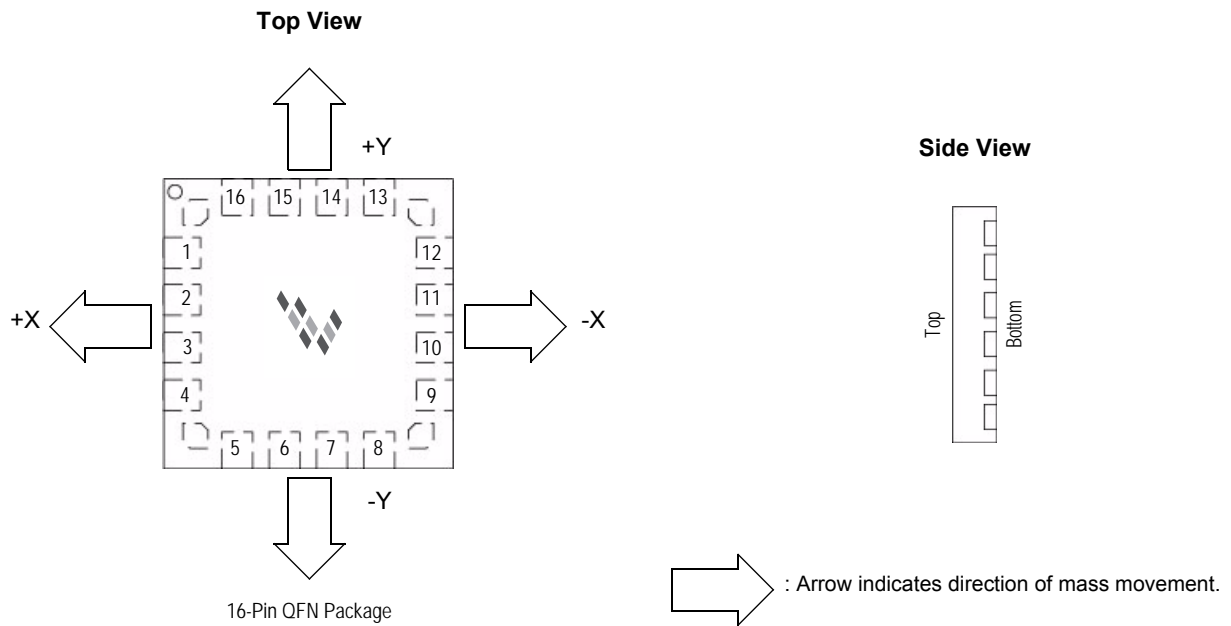 Top View
+Y
Side View
16 15 14 13
1 12
2 11
+X 3 10 -X
4 9
5 6 7 8
Top
Bottom
-Y
: Arrow indicates direction of mass movement.
16-Pin QFN Package